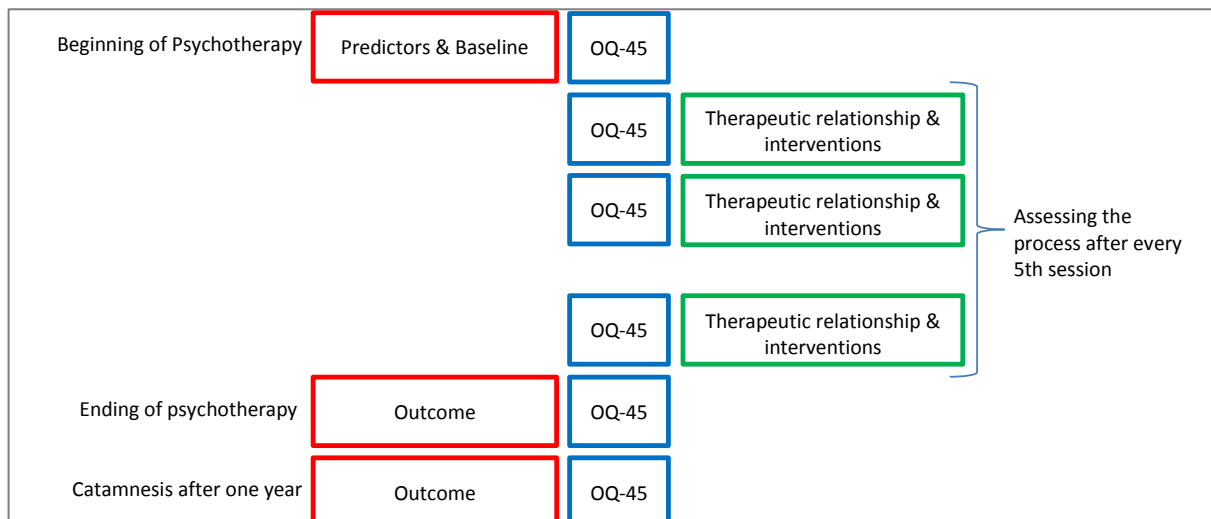 Beginning of Psychotherapy
Predictors & Baseline
OQ-45
OQ-45
Therapeutic relationship &
interventions
OQ-45
Therapeutic relationship &
interventions
Assessing the
process after every
5th session
OQ-45
Therapeutic relationship &
interventions
Ending of psychotherapy
Outcome
OQ-45
Catamnesis after one year
Outcome
OQ-45